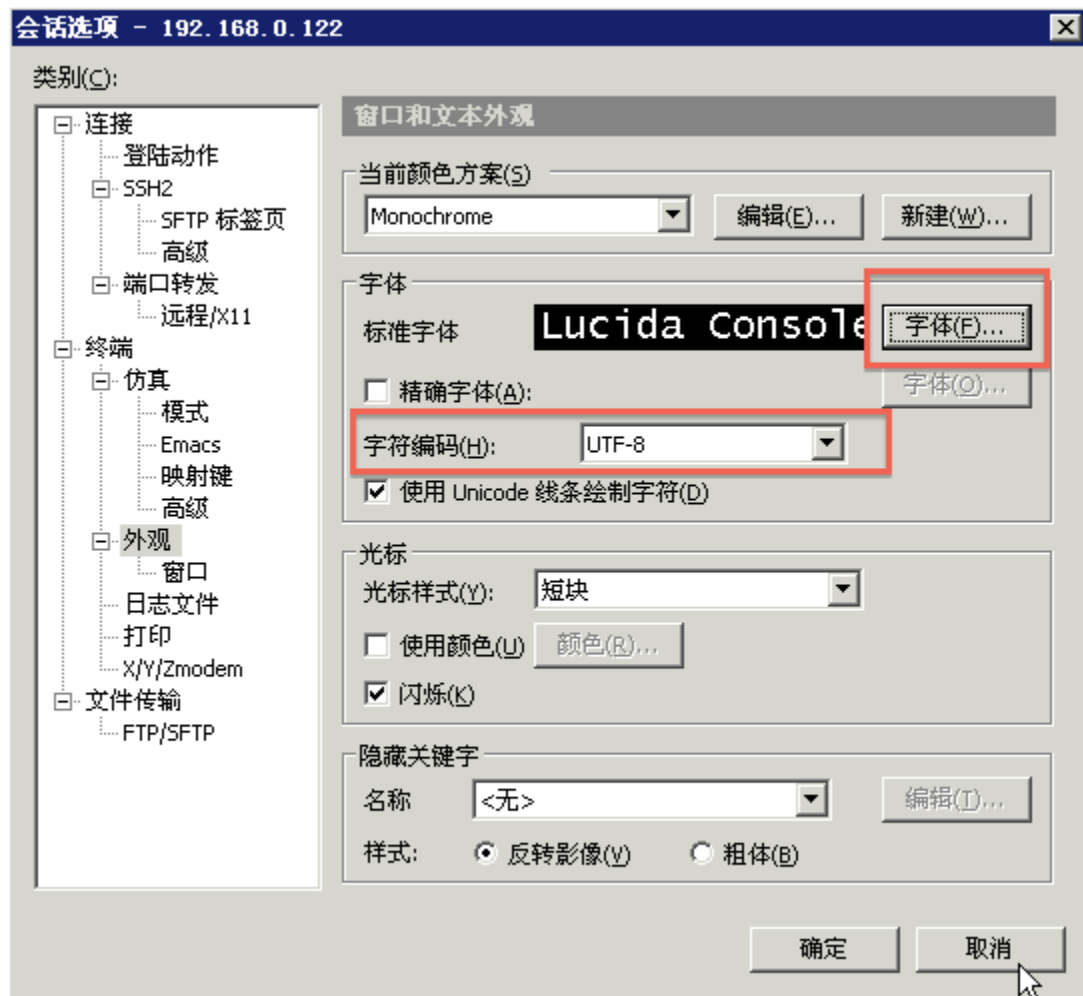 会话选项 - 192.168.0.122
类别(C):
连接
登陆动作
SSH2
SFTP 标签页
高级
端口转发
远程/X11
终端
仿真
模式
Emacs
映射键
高级
外观
窗口
日志文件
打印
X/Y/Zmodem
文件传输
FTP/SFTP
窗口和文本外观
当前颜色方案(S)
Monochrome 编辑(E)... 新建(W)...
字体
标准字体 Lucida Console 字体(F)...
精确字体(A): 字体(O)...
字符编码(H): UTF-8
使用 Unicode 线条绘制字符(D)
光标
光标样式(Y): 短块
使用颜色(U) 颜色(R)...
闪烁(K)
隐藏关键字
名称 <无> 编辑(T)...
样式: 反转影像(V) 粗体(B)
确定 取消